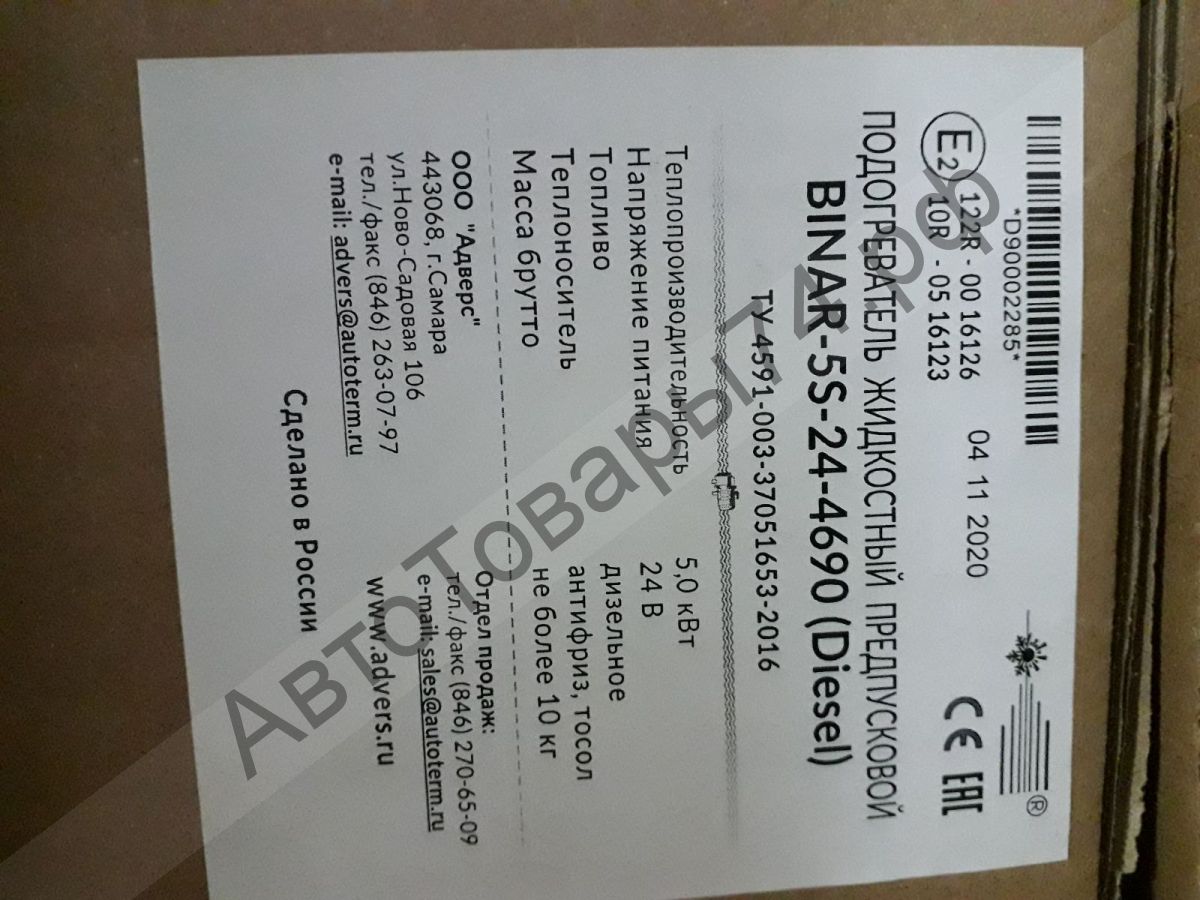 *D90002285*
E2 122R - 00 16126
10R - 05 16123
04 11 2020
CE EAC
®
ПОДОГРЕВАТЕЛЬ ЖИДКОСТНЫЙ ПРЕДПУСКОВОЙ
BINAR-5S-24-4690 (Diesel)
ТУ 4591-003-37051653-2016
Теплопроизводительность 5,0 кВт
Напряжение питания 24 В
Топливо дизельное
Теплоноситель антифриз, тосол
Масса брутто не более 10 кг
ООО "Адверс"
443068, г.Самара
ул.Ново-Садовая 106
тел./факс (846) 263-07-97
e-mail: advers@autoterm.ru
Отдел продаж:
тел./факс (846) 270-65-09
e-mail: sales@autoterm.ru
www.advers.ru
Сделано в России
АвтоТовары74.рф